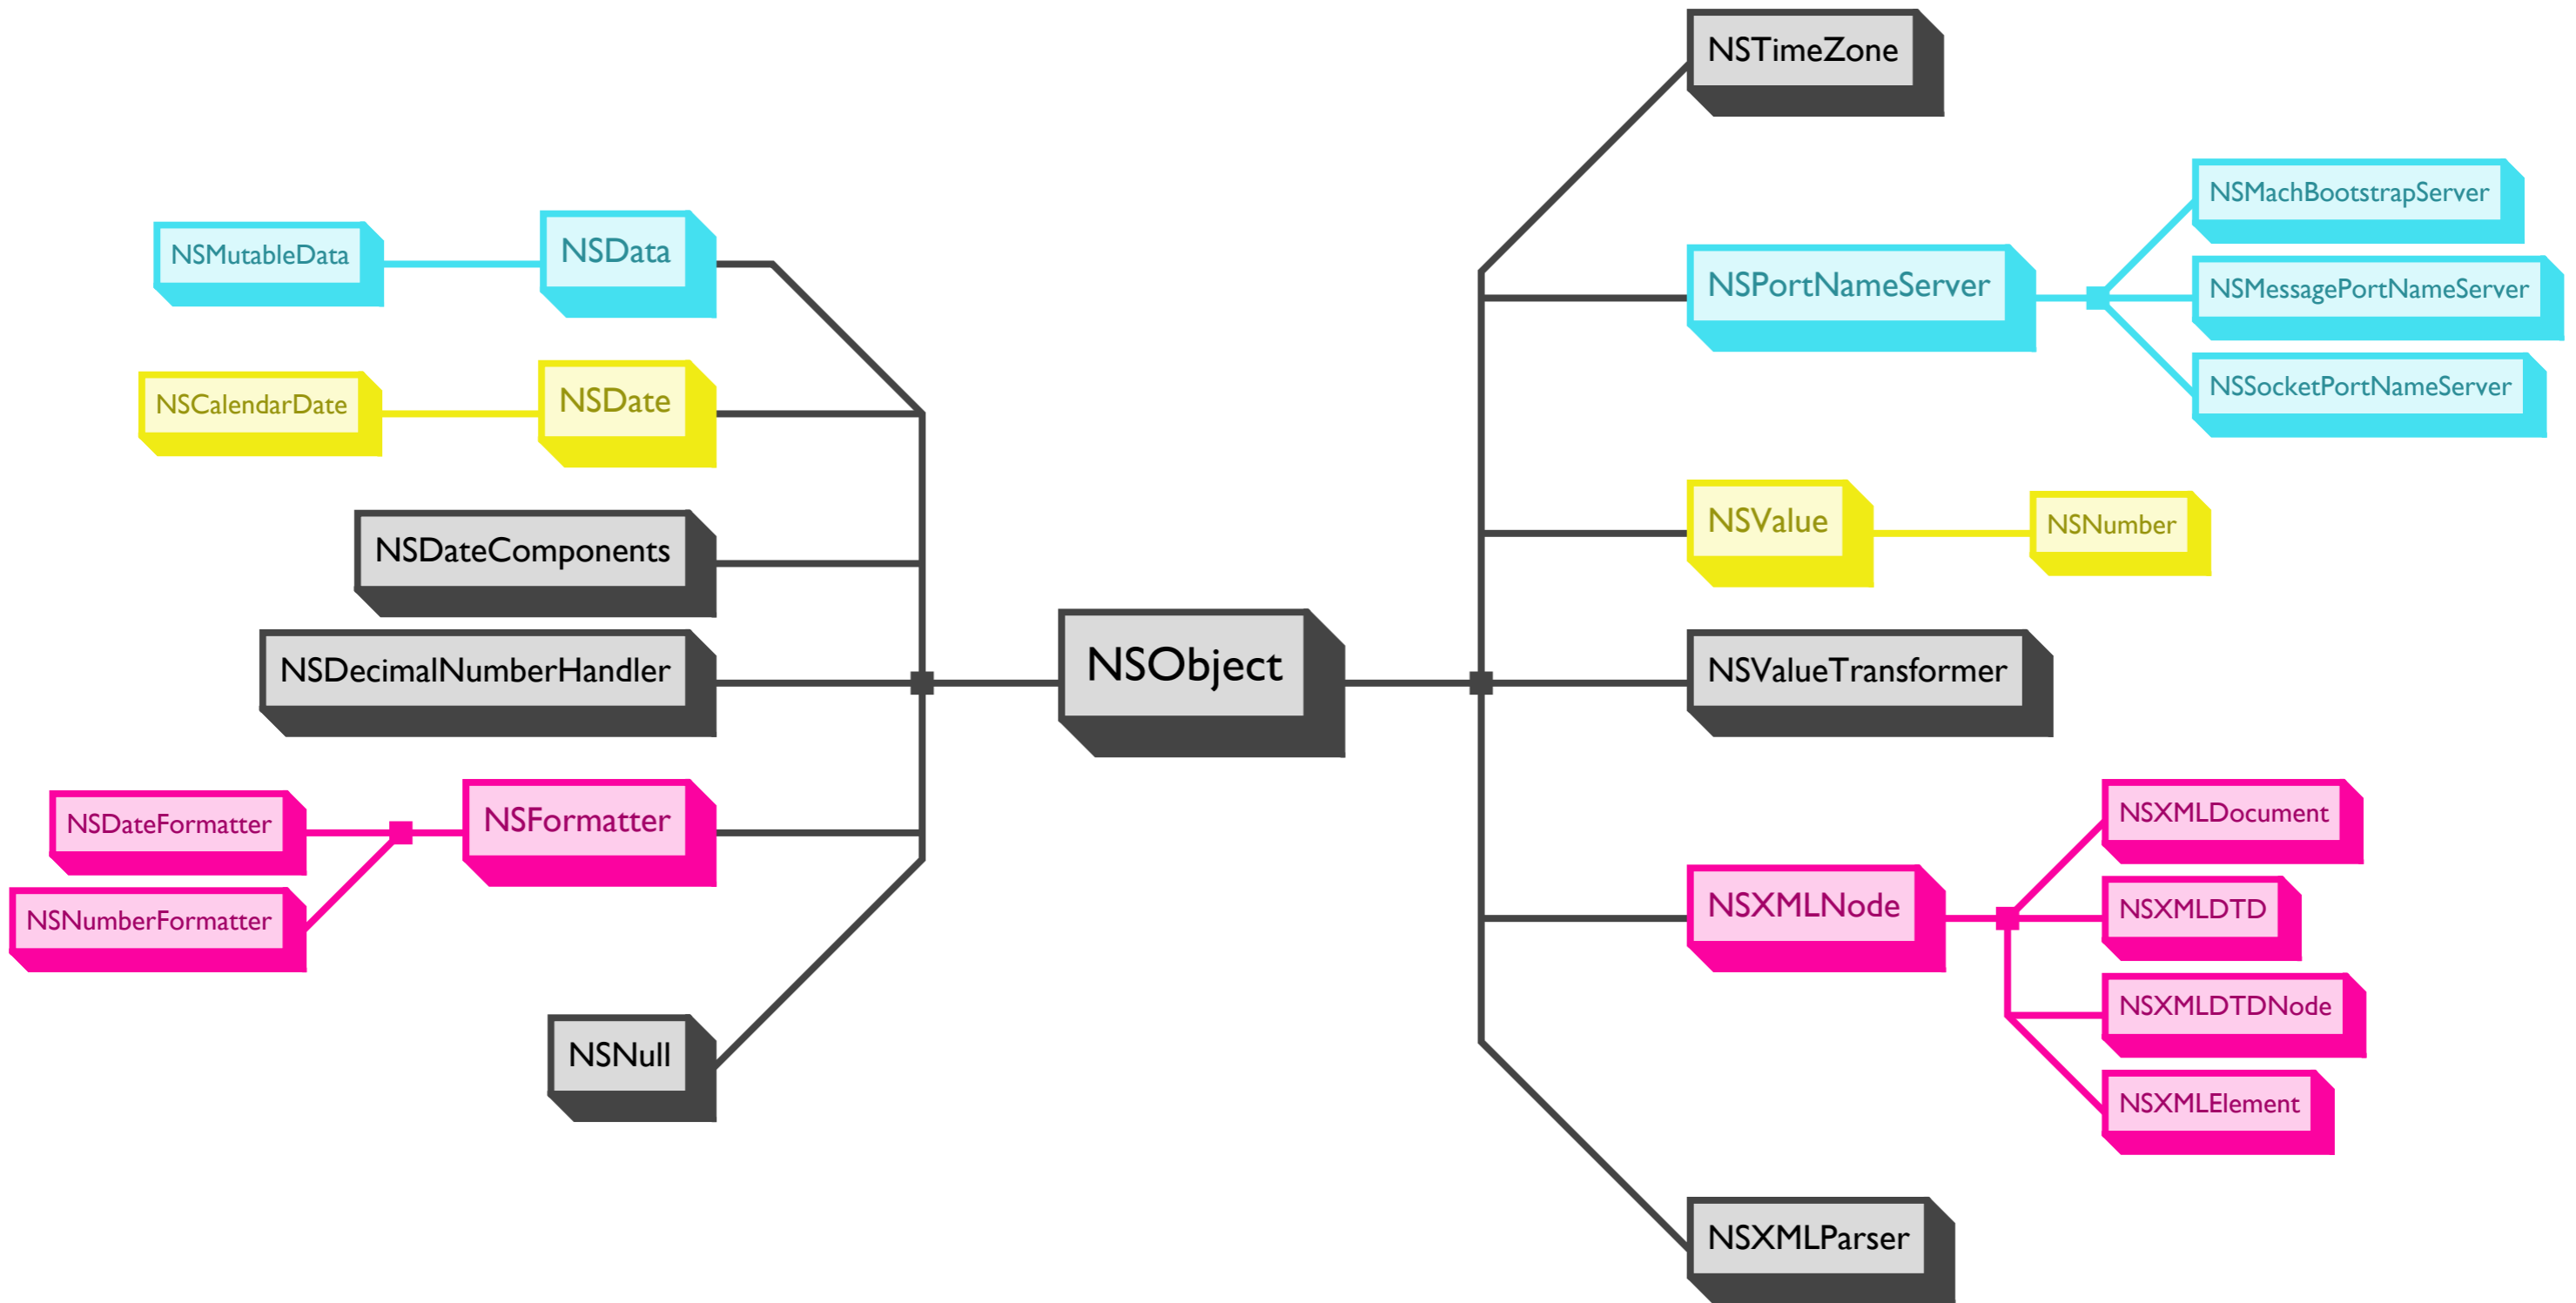 NSTimeZone
NSMachBootstrapServer
NSMutableData
NSData
NSPortNameServer
NSMessagePortNameServer
NSSocketPortNameServer
NSCalendarDate
NSDate
NSValue
NSNumber
NSDateComponents
NSDecimalNumberHandler
NSObject
NSValueTransformer
NSDateFormatter
NSFormatter
NSNumberFormatter
NSXMLNode
NSXMLDocument
NSXMLDTD
NSXMLDTDNode
NSXMLElement
NSNull
NSXMLParser